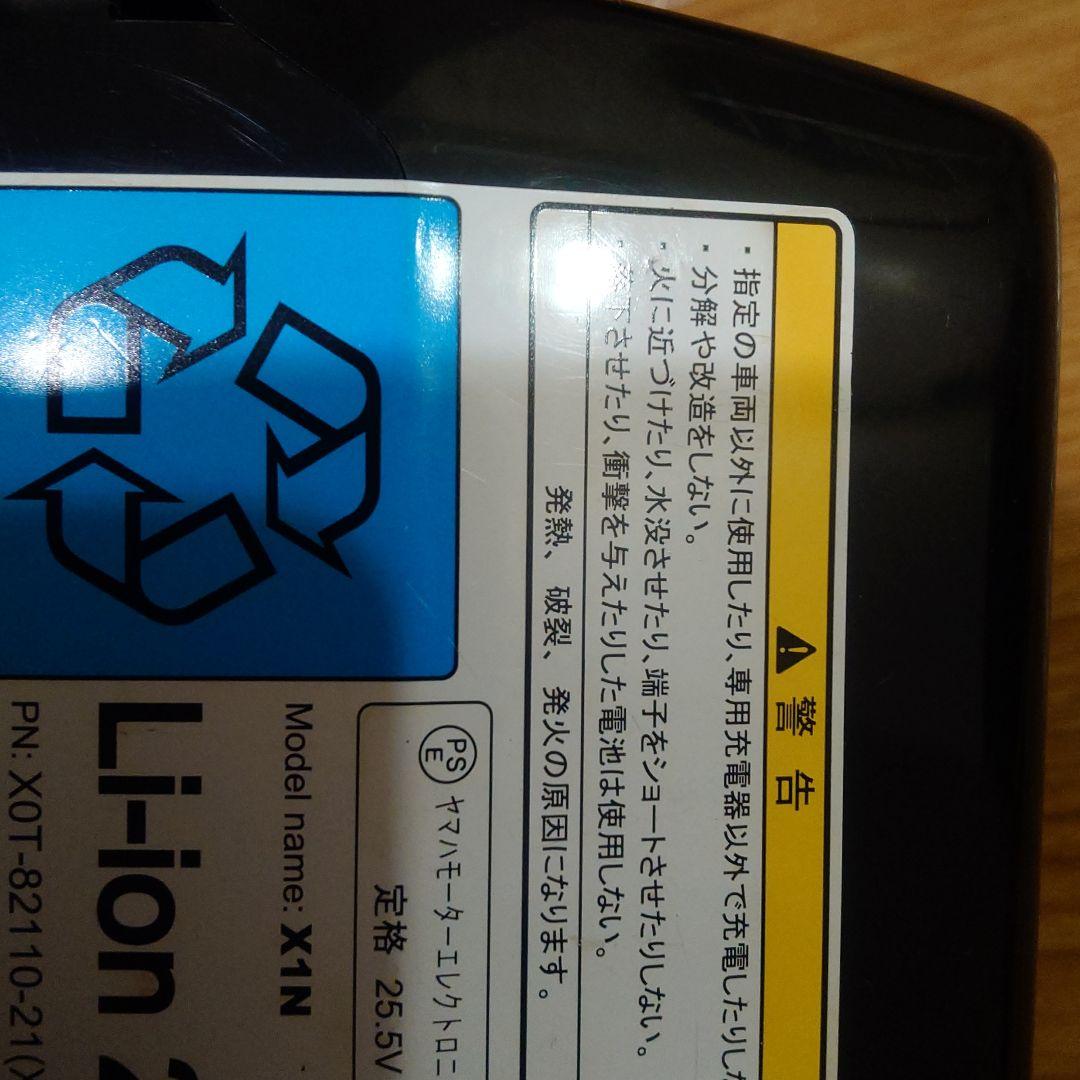 警告
・指定の車両以外に使用したり、専用充電器以外で充電したりし
・分解や改造をしない。
・火に近づけたり、水没させたり、端子をショートさせたりしない。
・落下させたり、衝撃を与えたりした電池は使用しない。
発熱、破裂、発火の原因になります。
PSE ヤマハモーターエレクトロニ
定格 25.5V
Model name: X1N
Li-ion 2
PN: X0T-82110-21(X